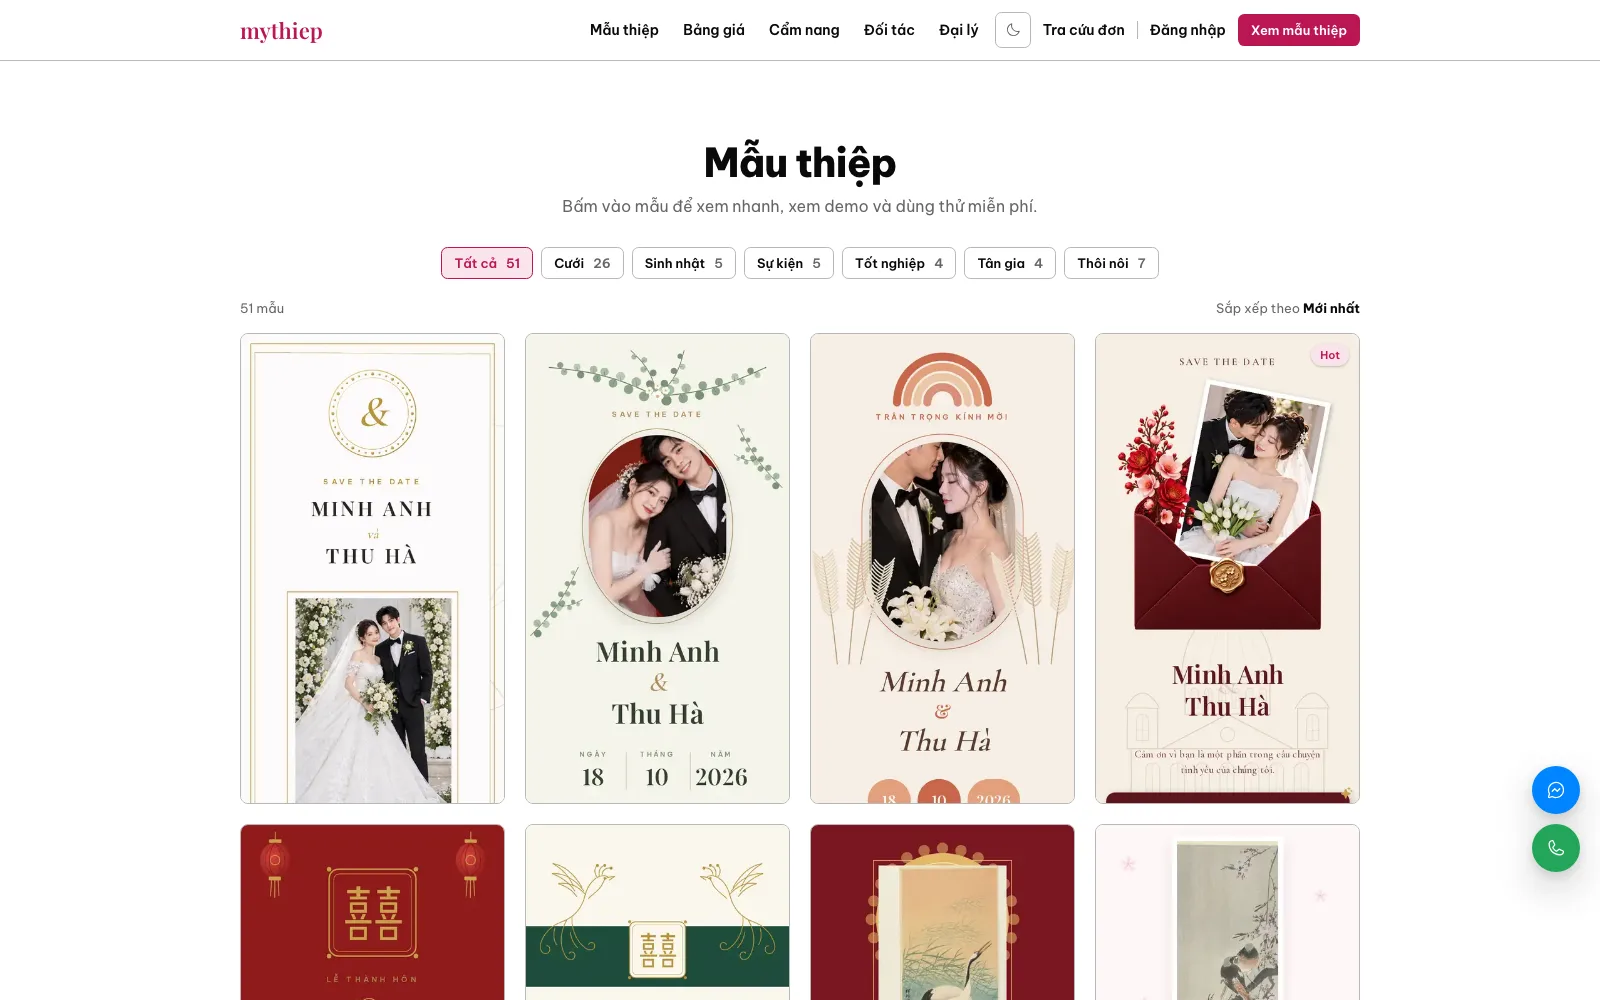 mythiep
Mẫu thiệp
Bảng giá
Cẩm nang
Đối tác
Đại lý
Tra cứu đơn
Đăng nhập
Xem mẫu thiệp
Mẫu thiệp
Bấm vào mẫu để xem nhanh, xem demo và dùng thử miễn phí.
Tất cả 51
Cưới 26
Sinh nhật 5
Sự kiện 5
Tốt nghiệp 4
Tân gia 4
Thôi nôi 7
51 mẫu
Sắp xếp theo Mới nhất
&
SAVE THE DATE
MINH ANH
và
THU HÀ
SAVE THE DATE
Minh Anh
&
Thu Hà
NGÀY THÁNG NĂM
18 10 2026
TRÂN TRỌNG KÍNH MỜI
Minh Anh
&
Thu Hà
18 10 2026
Hot
SAVE THE DATE
Minh Anh
Thu Hà
Cảm ơn vì bạn là một phần trong câu chuyện
tình yêu của chúng tôi.
囍
LỄ THÀNH HÔN
囍